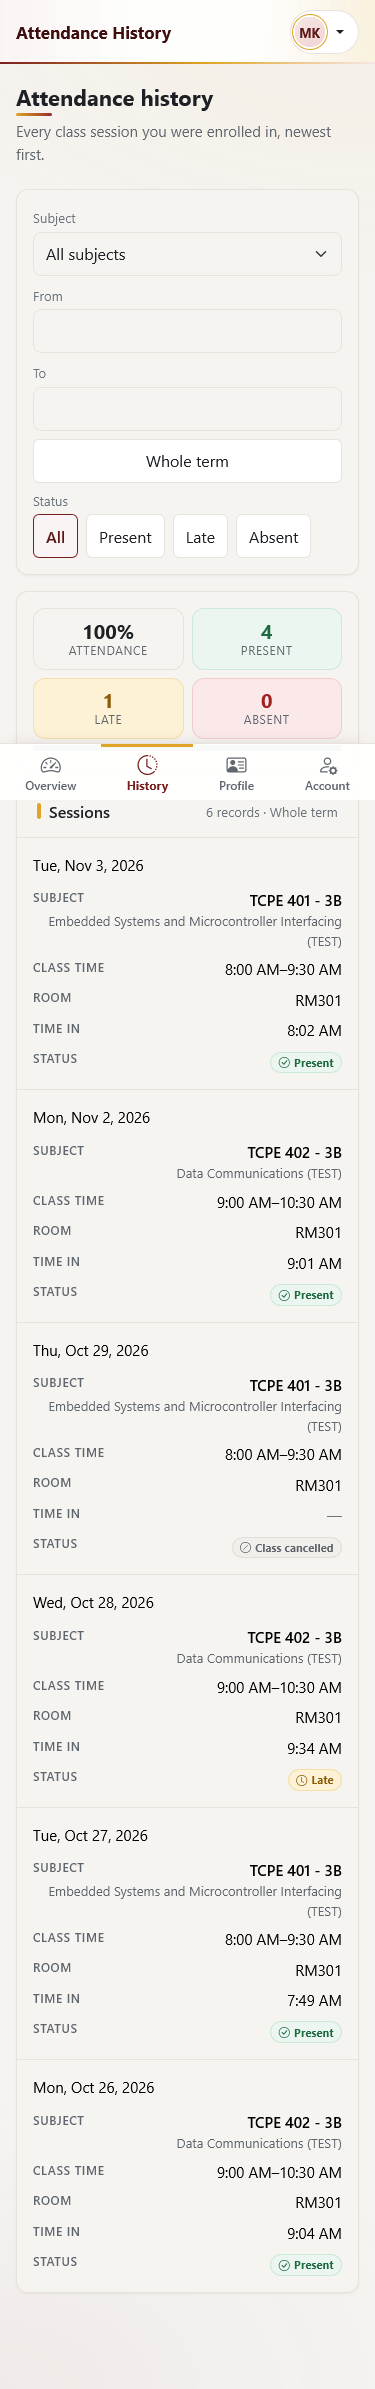 Attendance History
MK
Attendance history
Every class session you were enrolled in, newest
first.
Subject
All subjects
From
To
Whole term
Status
All
Present
Late
Absent
100%
ATTENDANCE
4
PRESENT
1
LATE
0
ABSENT
Overview
History
Profile
Account
Sessions
6 records · Whole term
Tue, Nov 3, 2026
SUBJECT
TCPE 401 - 3B
Embedded Systems and Microcontroller Interfacing
(TEST)
CLASS TIME
8:00 AM–9:30 AM
ROOM
RM301
TIME IN
8:02 AM
STATUS
Present
Mon, Nov 2, 2026
SUBJECT
TCPE 402 - 3B
Data Communications (TEST)
CLASS TIME
9:00 AM–10:30 AM
ROOM
RM301
TIME IN
9:01 AM
STATUS
Present
Thu, Oct 29, 2026
SUBJECT
TCPE 401 - 3B
Embedded Systems and Microcontroller Interfacing
(TEST)
CLASS TIME
8:00 AM–9:30 AM
ROOM
RM301
TIME IN
—
STATUS
Class cancelled
Wed, Oct 28, 2026
SUBJECT
TCPE 402 - 3B
Data Communications (TEST)
CLASS TIME
9:00 AM–10:30 AM
ROOM
RM301
TIME IN
9:34 AM
STATUS
Late
Tue, Oct 27, 2026
SUBJECT
TCPE 401 - 3B
Embedded Systems and Microcontroller Interfacing
(TEST)
CLASS TIME
8:00 AM–9:30 AM
ROOM
RM301
TIME IN
7:49 AM
STATUS
Present
Mon, Oct 26, 2026
SUBJECT
TCPE 402 - 3B
Data Communications (TEST)
CLASS TIME
9:00 AM–10:30 AM
ROOM
RM301
TIME IN
9:04 AM
STATUS
Present